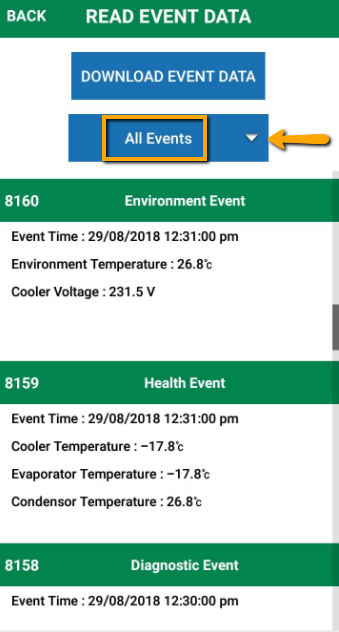 BACK READ EVENT DATA
DOWNLOAD EVENT DATA
All Events
8160 Environment Event
Event Time : 29/08/2018 12:31:00 pm
Environment Temperature : 26.8℃
Cooler Voltage : 231.5 V
8159 Health Event
Event Time : 29/08/2018 12:31:00 pm
Cooler Temperature : −17.8℃
Evaporator Temperature : −17.8℃
Condensor Temperature : 26.8℃
8158 Diagnostic Event
Event Time : 29/08/2018 12:30:00 pm